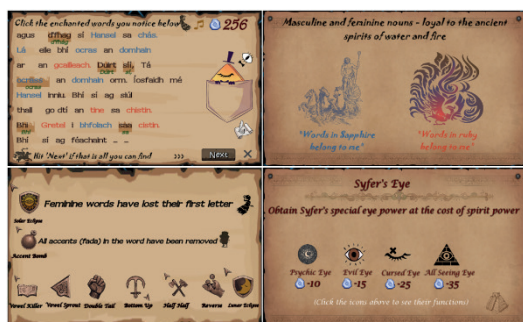 Click the enchanted words you notice below
256
agus d'fhág sí Hansel sa chás.
Lá eile bhí ocras an domhain
ar an gcailleach. Dúirt sí, Tá
an domhain orm. Íosfaidh mé
Hansel inniu. Bhí sí ag siúl
thall go dtí an tine sa chistin.
Bhí Gretel i bhfolach sa cistin.
Bhí sí ag féachaint
Hit 'Next' if that is all you can find >>>
Next
Masculine and feminine nouns - loyal to the ancient
spirits of water and fire
'Words in Sapphire
belong to me'
'Words in ruby
belong to me'
Feminine words have lost their first letter
Solar Eclipse
All accents (fada) in the word have been removed
Accent Bomb
Vowel Killer
Vowel Sprout
Double Tail
Bottom Up
Half Half
Reverse
Lunar Eclipse
Syfer's Eye
Obtain Syfer's special eye power at the cost of spirit power
Psychic Eye
Evil Eye
Cursed Eye
All Seeing Eye
-10
-15
-25
-35
(Click the icons above to see their functions)